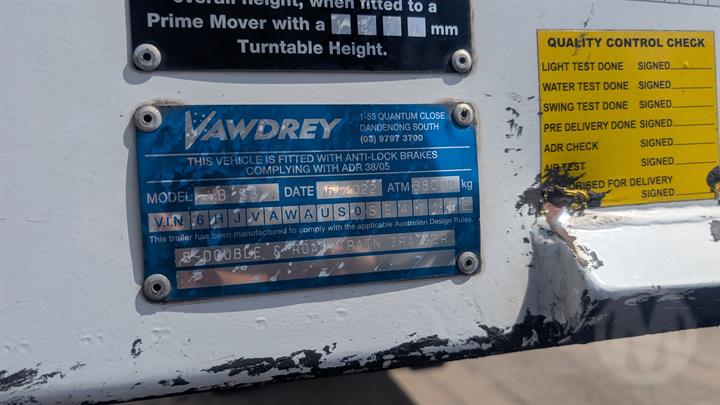 overall height, when fitted to a
Prime Mover with a mm
Turntable Height.
VAWDREY
1-53 QUANTUM CLOSE
DANDENONG SOUTH
(03) 9797 3700
THIS VEHICLE IS FITTED WITH ANTI-LOCK BRAKES
COMPLYING WITH ADR 38/05
MODEL DATE 2022 ATM 38000 kg
V.I.N. 6HJVAWAUS0SE
This trailer has been manufactured to comply with the applicable Australian Design Rules.
B-DOUBLE & ROAD TRAIN TRAILER
QUALITY CONTROL CHECK
LIGHT TEST DONE SIGNED
WATER TEST DONE SIGNED
SWING TEST DONE SIGNED
PRE DELIVERY DONE SIGNED
ADR CHECK SIGNED
AIR TEST SIGNED
FOR DELIVERY
SIGNED
M